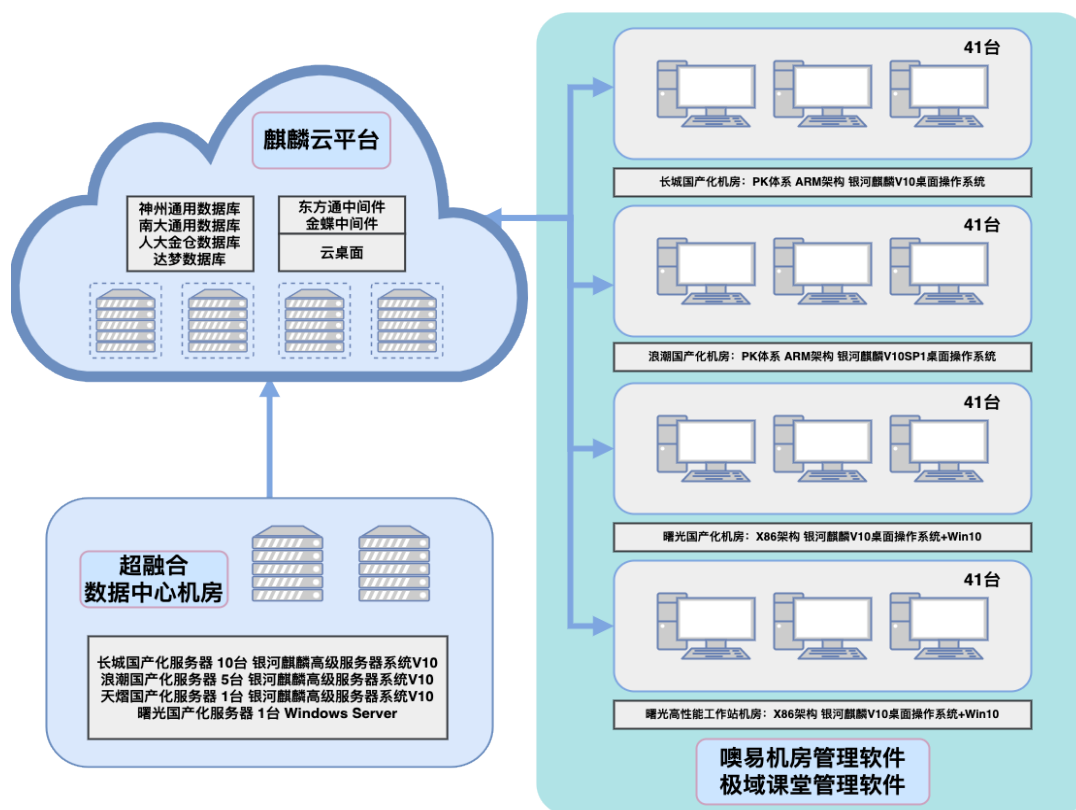 麒麟云平台
神州通用数据库
南大通用数据库
人大金仓数据库
达梦数据库
东方通中间件
金蝶中间件
云桌面
超融合
数据中心机房
长城国产化服务器 10台 银河麒麟高级服务器系统V10
浪潮国产化服务器 5台 银河麒麟高级服务器系统V10
天熠国产化服务器 1台 银河麒麟高级服务器系统V10
曙光国产化服务器 1台 Windows Server
41台
长城国产化机房：PK体系 ARM架构 银河麒麟V10桌面操作系统
41台
浪潮国产化机房：PK体系 ARM架构 银河麒麟V10SP1桌面操作系统
41台
曙光国产化机房：X86架构 银河麒麟V10桌面操作系统+Win10
41台
曙光高性能工作站机房：X86架构 银河麒麟V10桌面操作系统+Win10
噢易机房管理软件
极域课堂管理软件